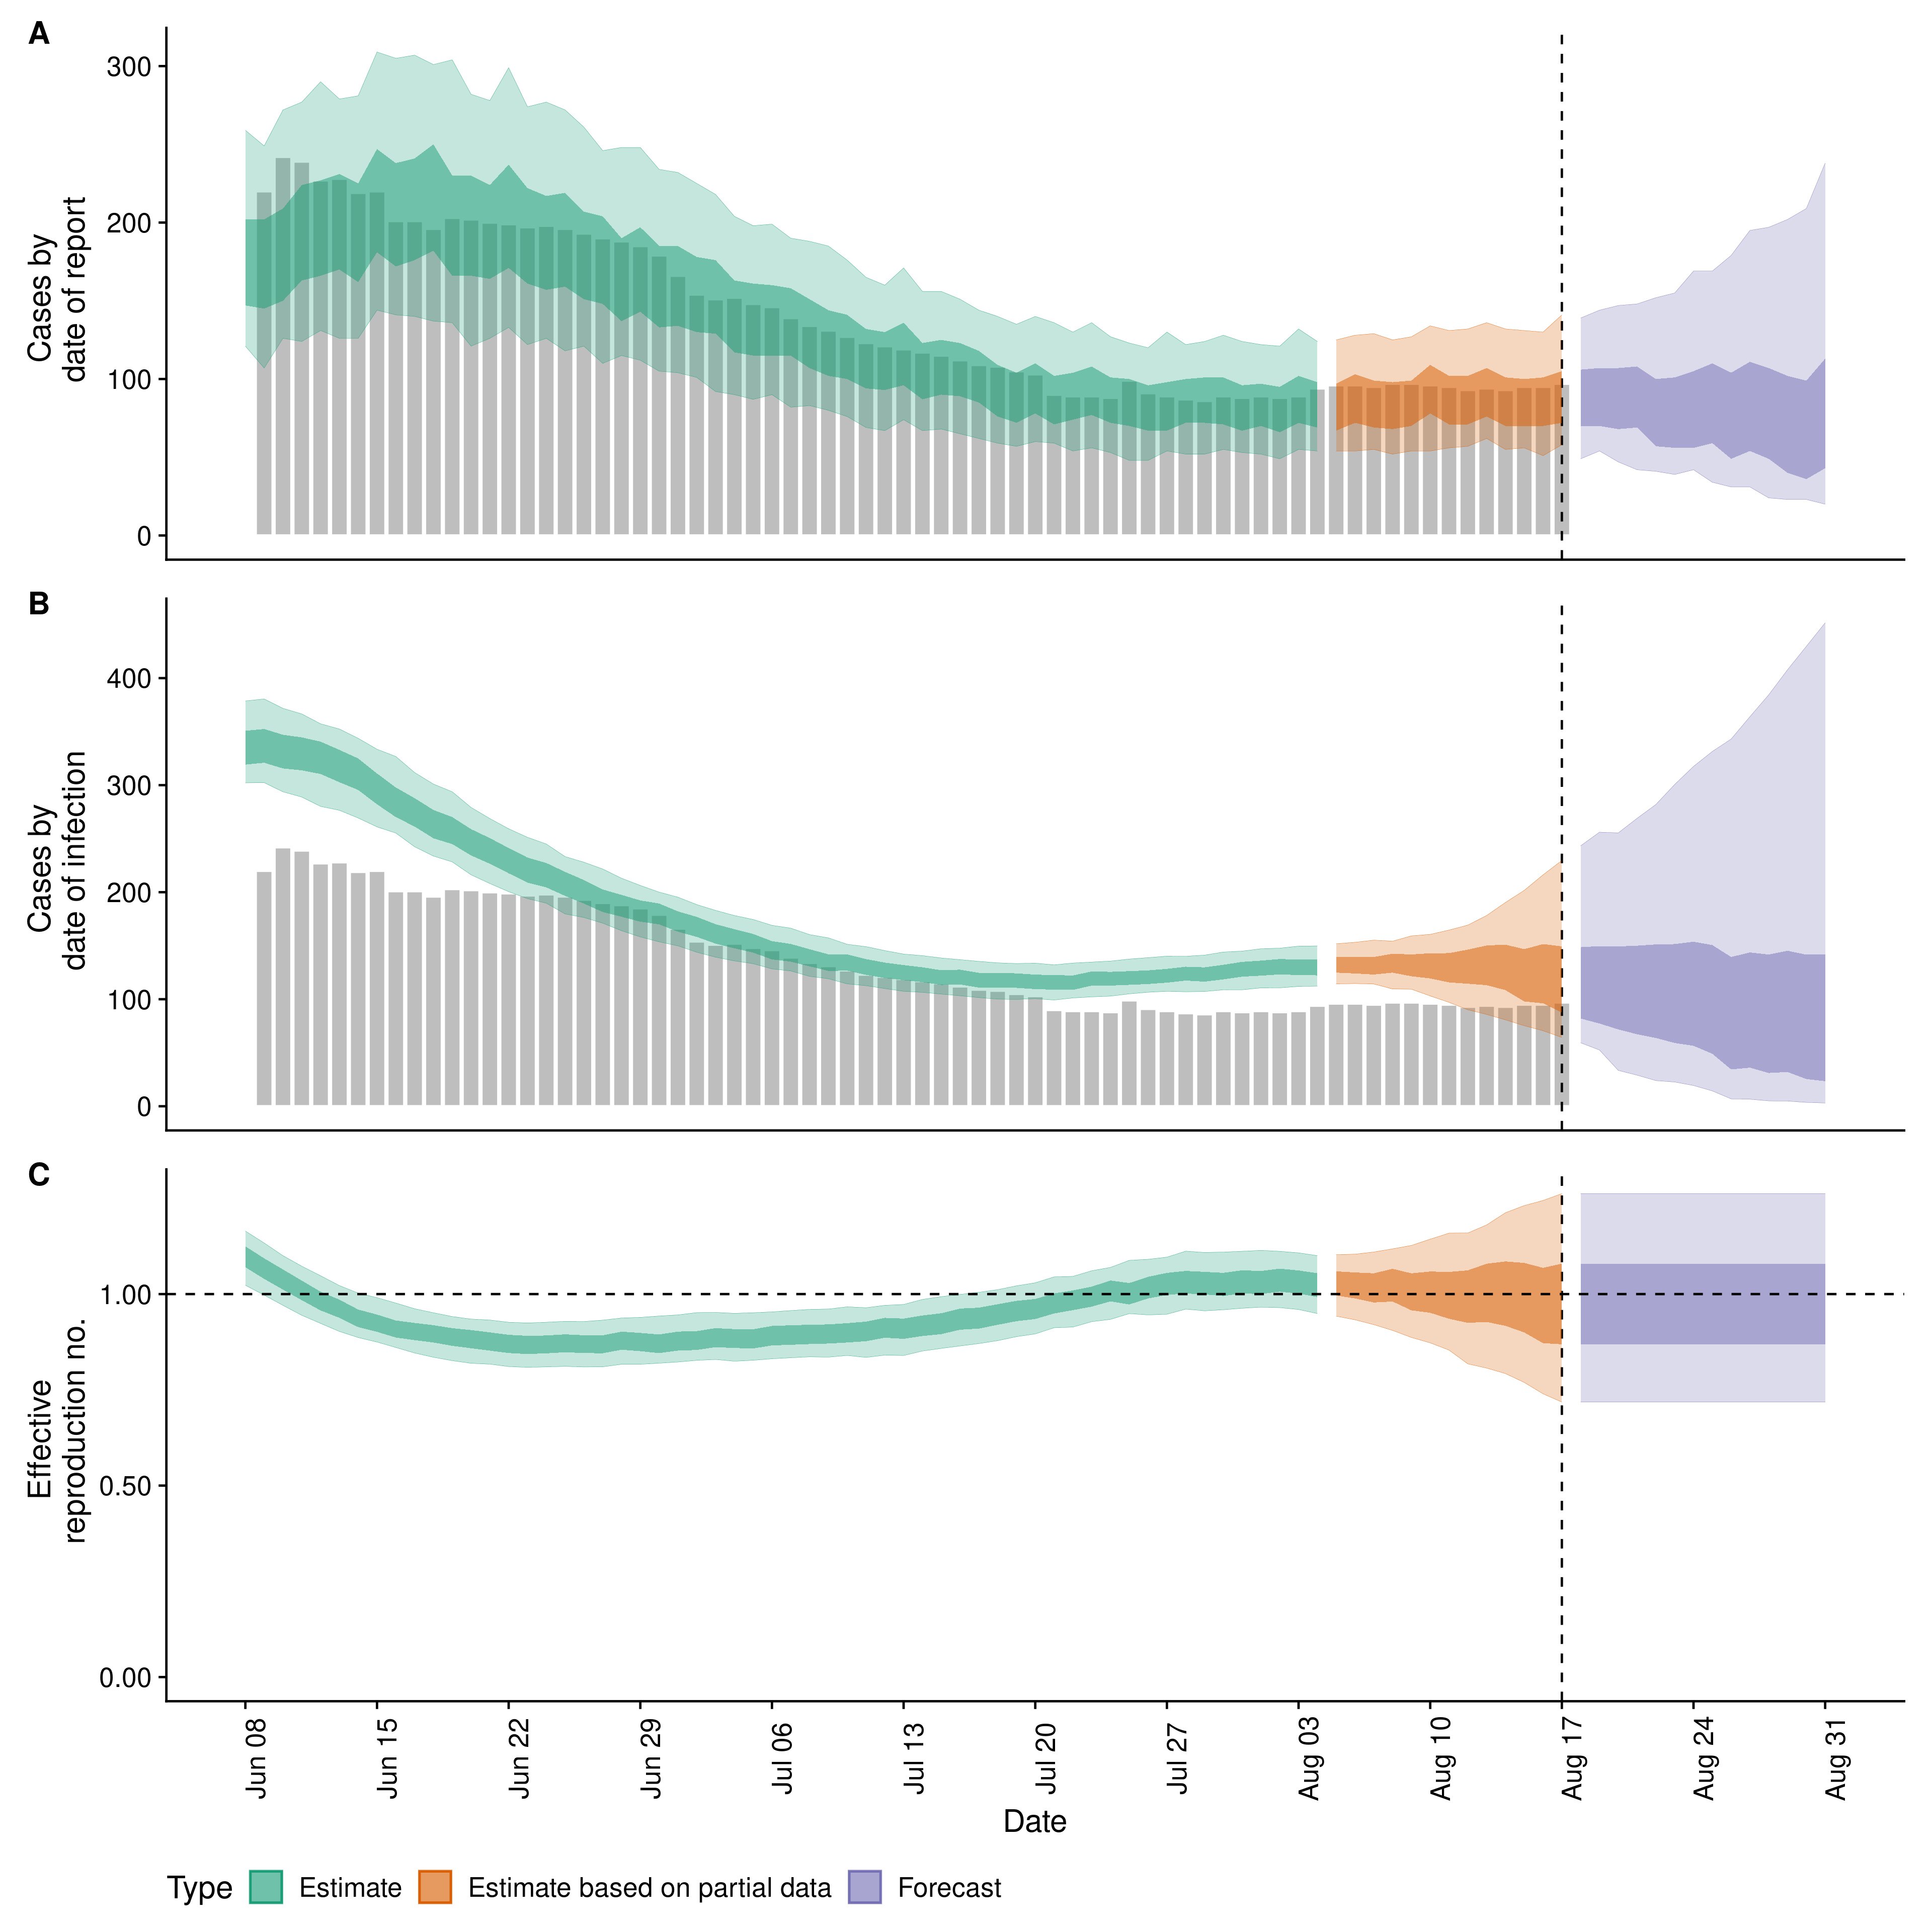 A
300
200
100
0
Cases by
date of report
B
400
300
200
100
0
Cases by
date of infection
C
1.00
0.50
0.00
Effective
reproduction no.
Jun 08
Jun 15
Jun 22
Jun 29
Jul 06
Jul 13
Jul 20
Jul 27
Aug 03
Aug 10
Aug 17
Aug 24
Aug 31
Date
Type Estimate Estimate based on partial data Forecast